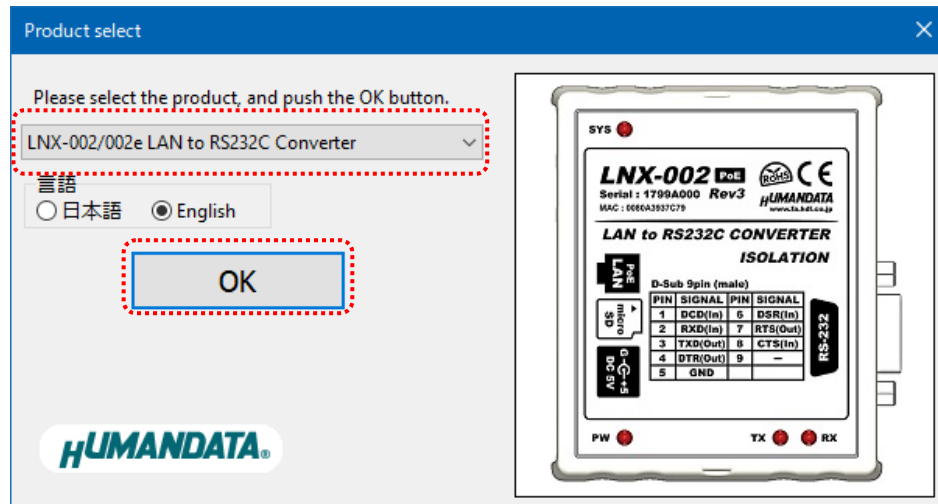 Product select
Please select the product, and push the OK button.
LNX-002/002e LAN to RS232C Converter
言語
日本語 English
OK
HUMANDATA®
SYS
LNX-002 PoE RoHS CE
Serial : 1799A000 Rev3 HUMANDATA
MAC : 0080A3937C79 www.fa.hdl.co.jp
LAN to RS232C CONVERTER
ISOLATION
PoE LAN
D-Sub 9pin (male)
PIN SIGNAL PIN SIGNAL
1 DCD(In) 6 DSR(In)
2 RXD(In) 7 RTS(Out)
3 TXD(Out) 8 CTS(In)
4 DTR(Out) 9 —
5 GND
micro SD
G +5
DC 5V
RS-232
PW TX RX